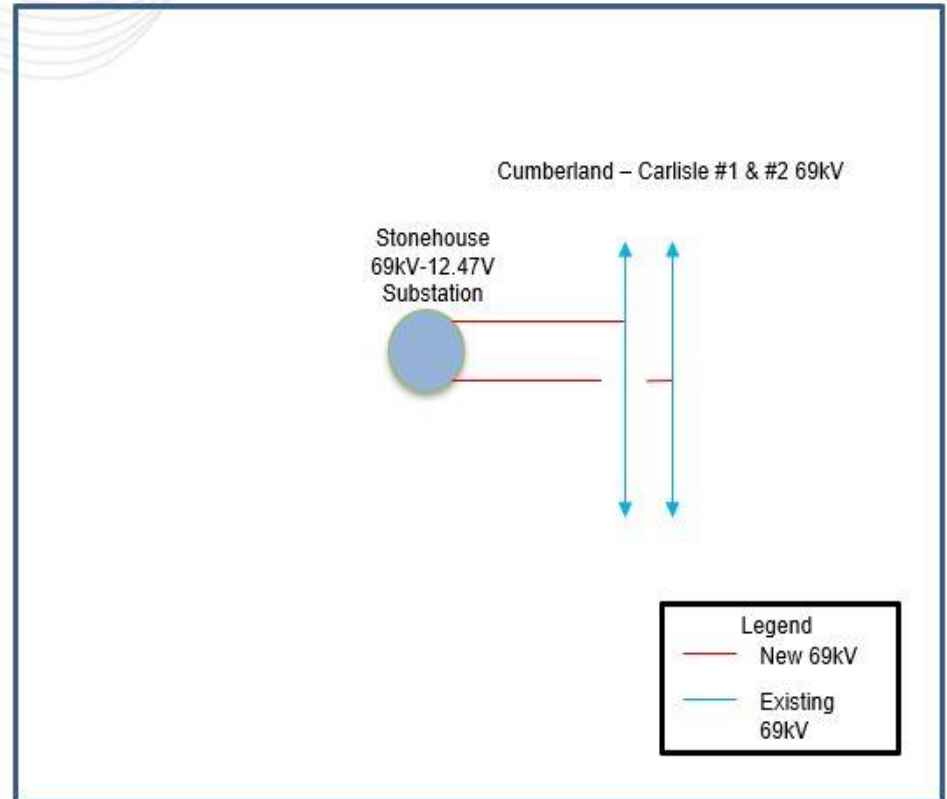 Cumberland – Carlisle #1 & #2 69kV
Stonehouse
69kV-12.47V
Substation
Legend
New 69kV
Existing
69kV